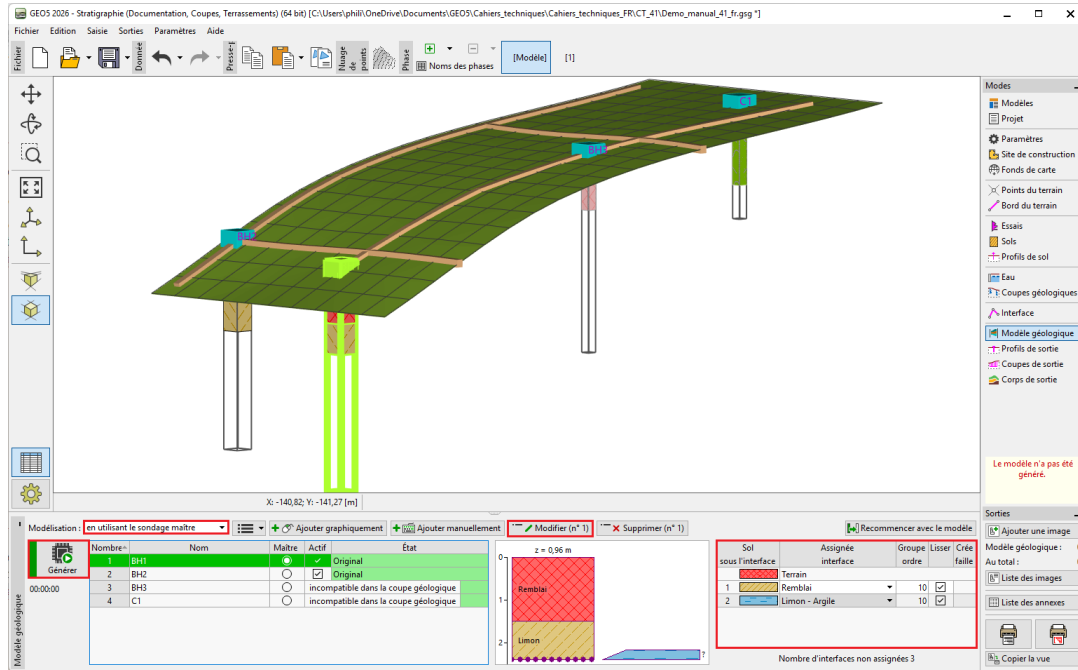 GEO5 2026 - Stratigraphie (Documentation, Coupes, Terrassements) (64 bit) [C:\Users\phili\OneDrive\Documents\GEO5\Cahiers_techniques\Cahiers_techniques_FR\CT_41\Demo_manual_41_fr.gsg *]
Fichier Edition Saisie Sorties Paramètres Aide
Fichier
Donnée
Presse-p
Nuage de points
Phase
Noms des phases
[Modèle]
[1]
C1
BH3
BH2
X: -140,82; Y: -141,27 [m]
Modes
Modèles
Projet
Paramètres
Site de construction
Fonds de carte
Points du terrain
Bord du terrain
Essais
Sols
Profils de sol
Eau
Coupes géologiques
Interface
Modèle géologique
Profils de sortie
Coupes de sortie
Corps de sortie
Le modèle n'a pas été
généré.
Sorties
Ajouter une image
Modèle géologique :
Au total :
Liste des images
Liste des annexes
Copier la vue
Modèle géologique
Modélisation : en utilisant le sondage maître
Ajouter graphiquement
Ajouter manuellement
Modifier (n° 1)
Supprimer (n° 1)
Recommencer avec le modèle
Générer
00:00:00
Nombre Nom Maître Actif État
1 BH1 Original
2 BH2 Original
3 BH3 incompatible dans la coupe géologique
4 C1 incompatible dans la coupe géologique
z = 0,96 m
0
1
2
Remblai
Limon
?
Sol Assignée Groupe Lisser Crée
sous l'interface interface ordre faille
Terrain
1 Remblai 10
2 Limon - Argile 10
Nombre d'interfaces non assignées 3